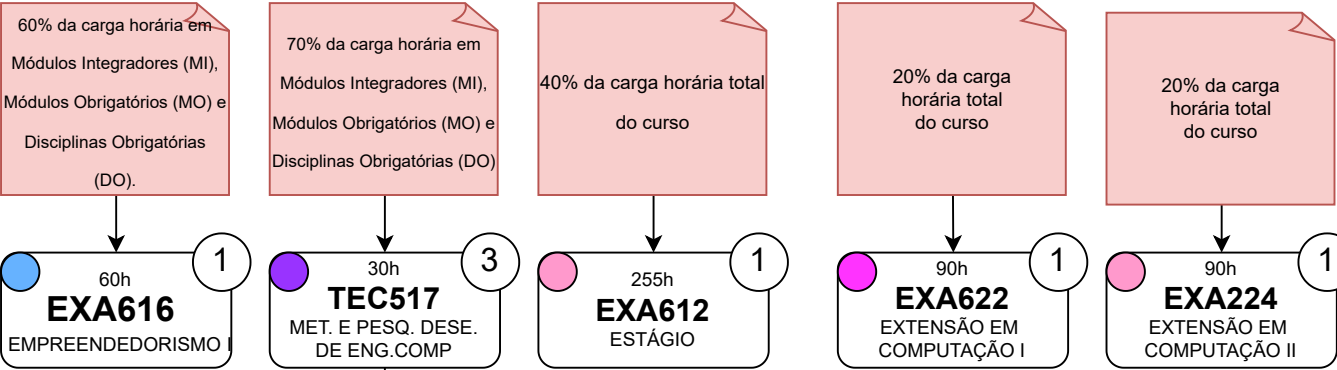 60% da carga horária em
Módulos Integradores (MI),
Módulos Obrigatórios (MO) e
Disciplinas Obrigatórias
(DO).
70% da carga horária em
Módulos Integradores (MI),
Módulos Obrigatórios (MO) e
Disciplinas Obrigatórias (DO)
40% da carga horária total
do curso
20% da carga
horária total
do curso
20% da carga
horária total
do curso
1
60h
EXA616
EMPREENDEDORISMO I
3
30h
TEC517
MET. E PESQ. DESE.
DE ENG.COMP
1
255h
EXA612
ESTÁGIO
1
90h
EXA622
EXTENSÃO EM
COMPUTAÇÃO I
1
90h
EXA224
EXTENSÃO EM
COMPUTAÇÃO II